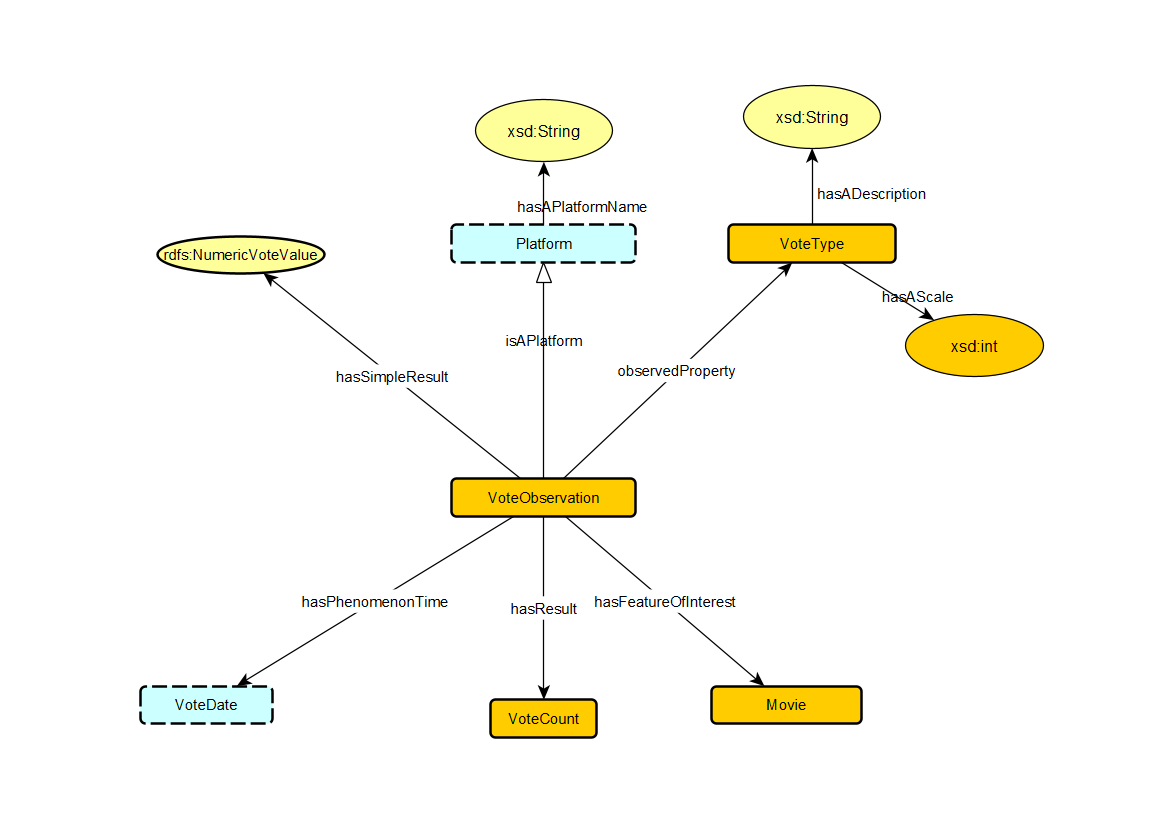 xsd:String
xsd:String
hasADescription
hasAPlatformName
Platform
VoteType
rdfs:NumericVoteValue
hasAScale
isAPlatform
xsd:int
observedProperty
hasSimpleResult
VoteObservation
hasPhenomenonTime
hasResult
hasFeatureOfInterest
VoteDate
VoteCount
Movie